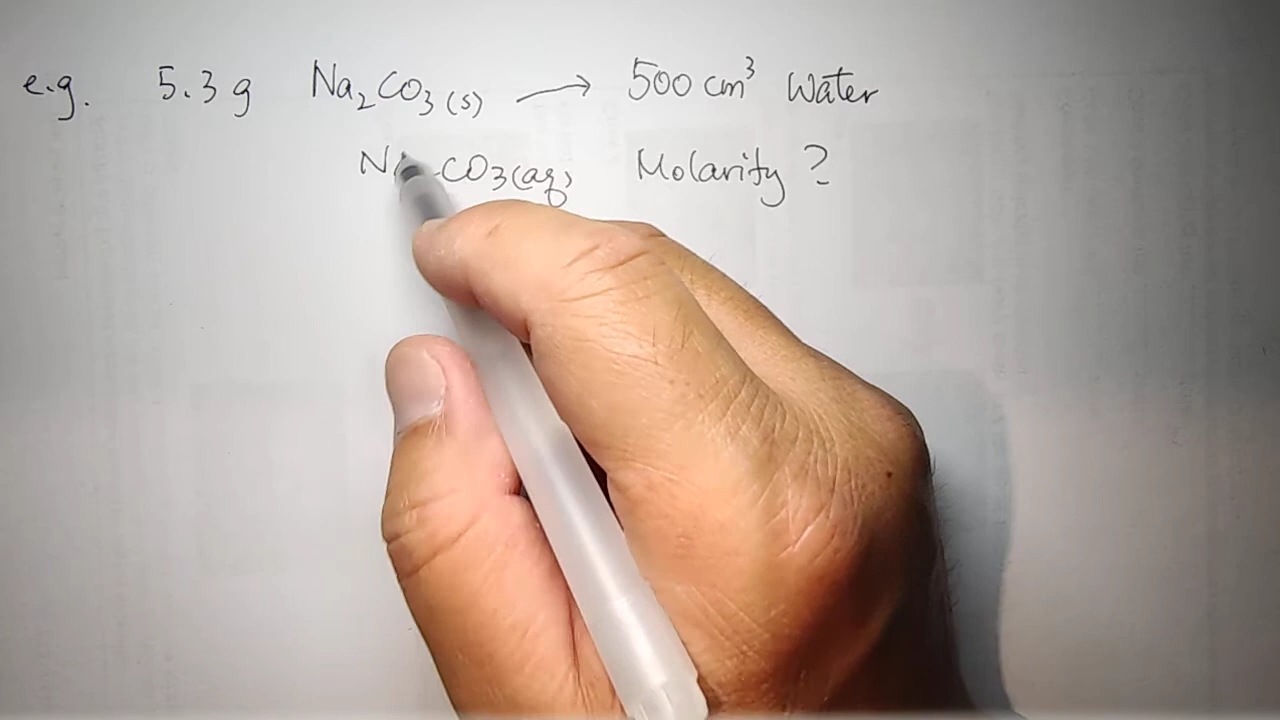 e.g. 5.3 g Na₂CO₃(s) → 500 cm³ Water
CO₃(aq) Molarity ?